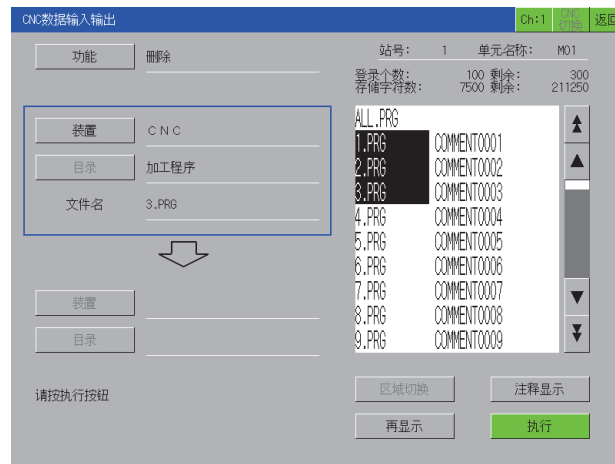 CNC数据输入输出 Ch:1 CNC切换 返回
功能 删除
站号: 1 单元名称: M01
登录个数: 100 剩余: 300
存储字符数: 7500 剩余: 211250
装置 CNC
目录 加工程序
文件名 3.PRG
ALL.PRG
1.PRG COMMENT0001
2.PRG COMMENT0002
3.PRG COMMENT0003
4.PRG COMMENT0004
5.PRG COMMENT0005
6.PRG COMMENT0006
7.PRG COMMENT0007
8.PRG COMMENT0008
9.PRG COMMENT0009
装置
目录
请按执行按钮
区域切换 注释显示
再显示 执行